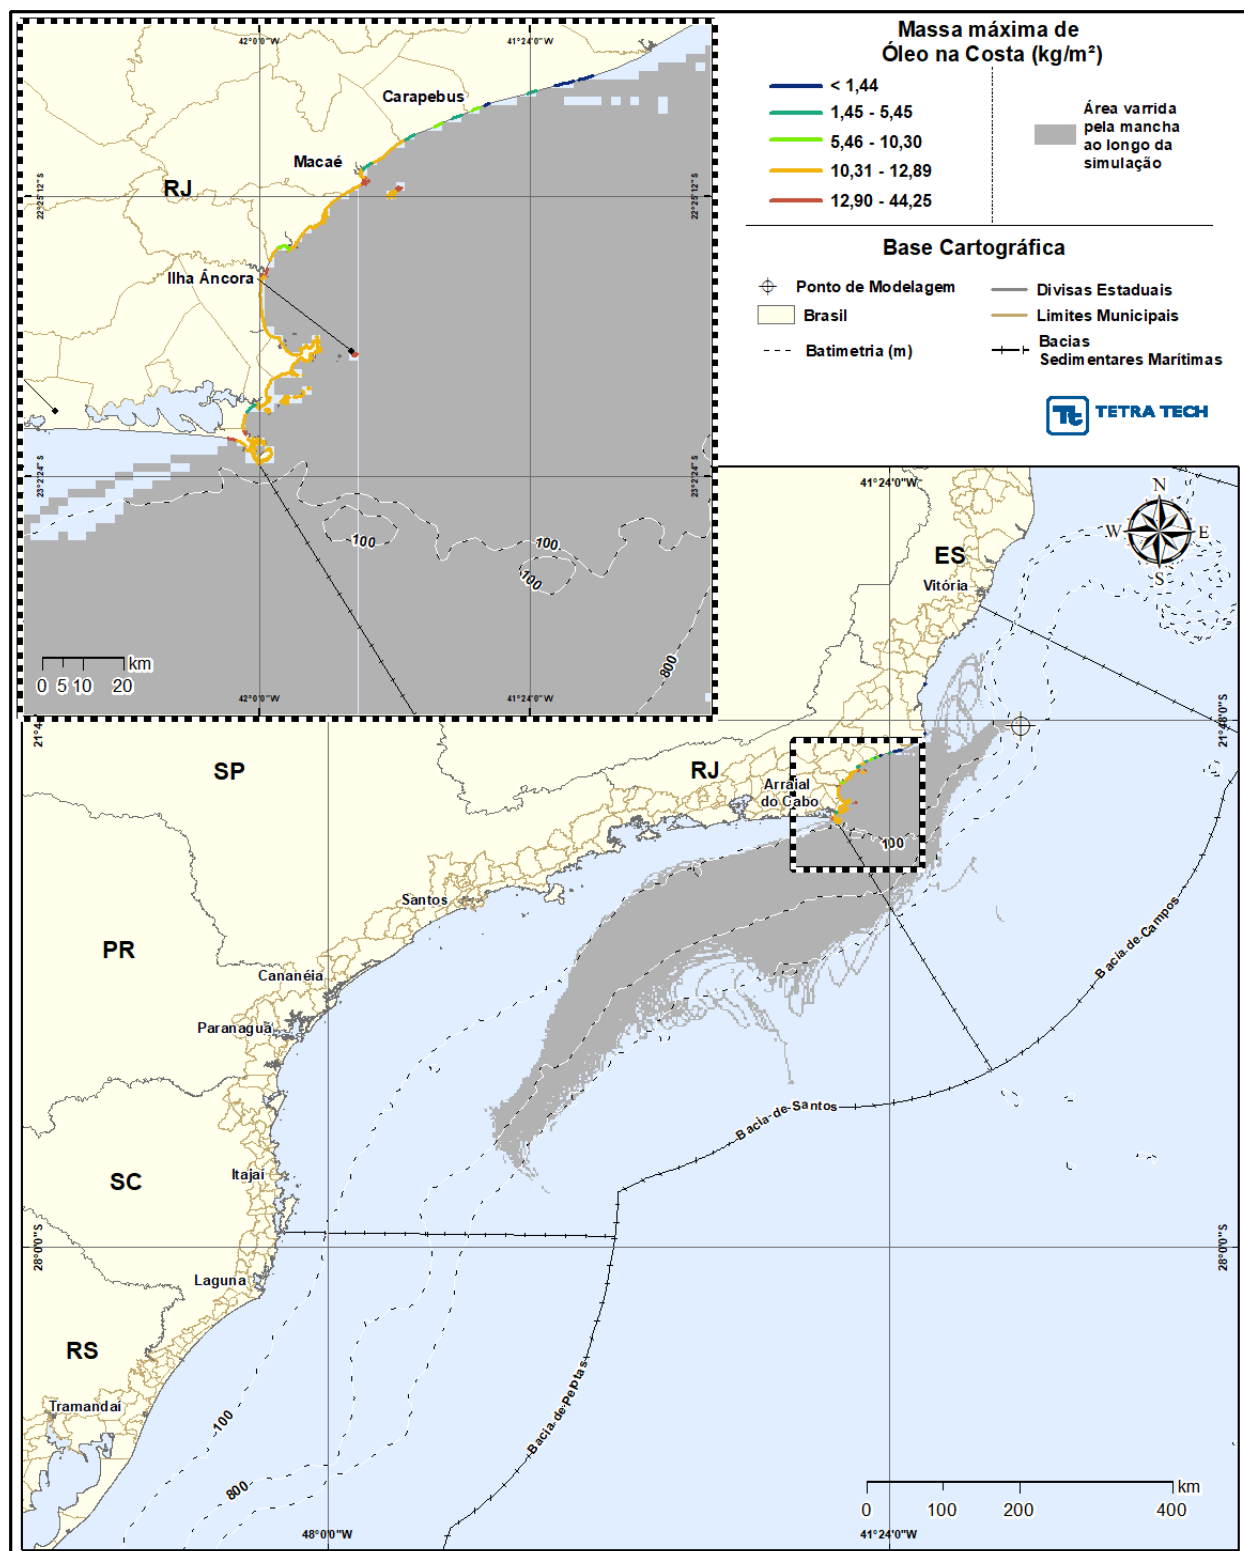 Massa máxima de
Óleo na Costa (kg/m²)
< 1,44
1,45 - 5,45
5,46 - 10,30
10,31 - 12,89
12,90 - 44,25
Área varrida
pela mancha
ao longo da
simulação
Base Cartográfica
Ponto de Modelagem
Brasil
Batimetria (m)
Divisas Estaduais
Limites Municipais
Bacias
Sedimentares Marítimas
Tt TETRA TECH
42°0'0"W
41°24'0"W
Carapebus
Macaé
RJ
22°25'12"S
22°25'12"S
Ilha Âncora
23°2'24"S
23°2'24"S
100
100
100
800
km
0 5 10 20
42°0'0"W
41°24'0"W
41°24'0"W
N
W E
S
ES
Vitória
21°48'0"S
SP
RJ
Arraial
do Cabo
100
Santos
PR
Cananéia
Paranaguá
Bacia de Campos
Bacia de Santos
SC
Itajaí
28°0'0"S
28°0'0"S
Laguna
RS
Tramandaí
Bacia de Pelotas
100
800
km
0 100 200 400
48°0'0"W
41°24'0"W